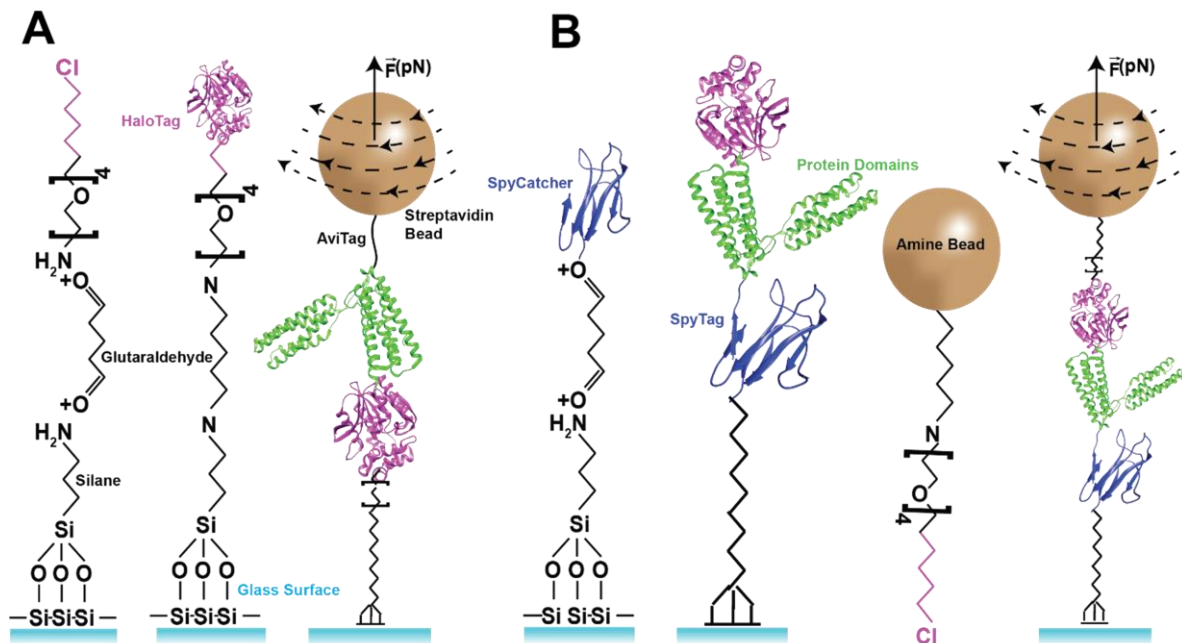 A
Cl
4
O
H₂N
+O
Glutaraldehyde
+O
H₂N
Silane
Si
O O O
Si-Si-Si
HaloTag
4
O
N
N
Si
O O O
Si-Si-Si
Glass Surface
F(pN)
Streptavidin
Bead
AviTag
B
SpyCatcher
+O
+O
H₂N
Si
O O O
Si Si-Si
Protein Domains
SpyTag
Amine Bead
N
O
4
Cl
F(pN)